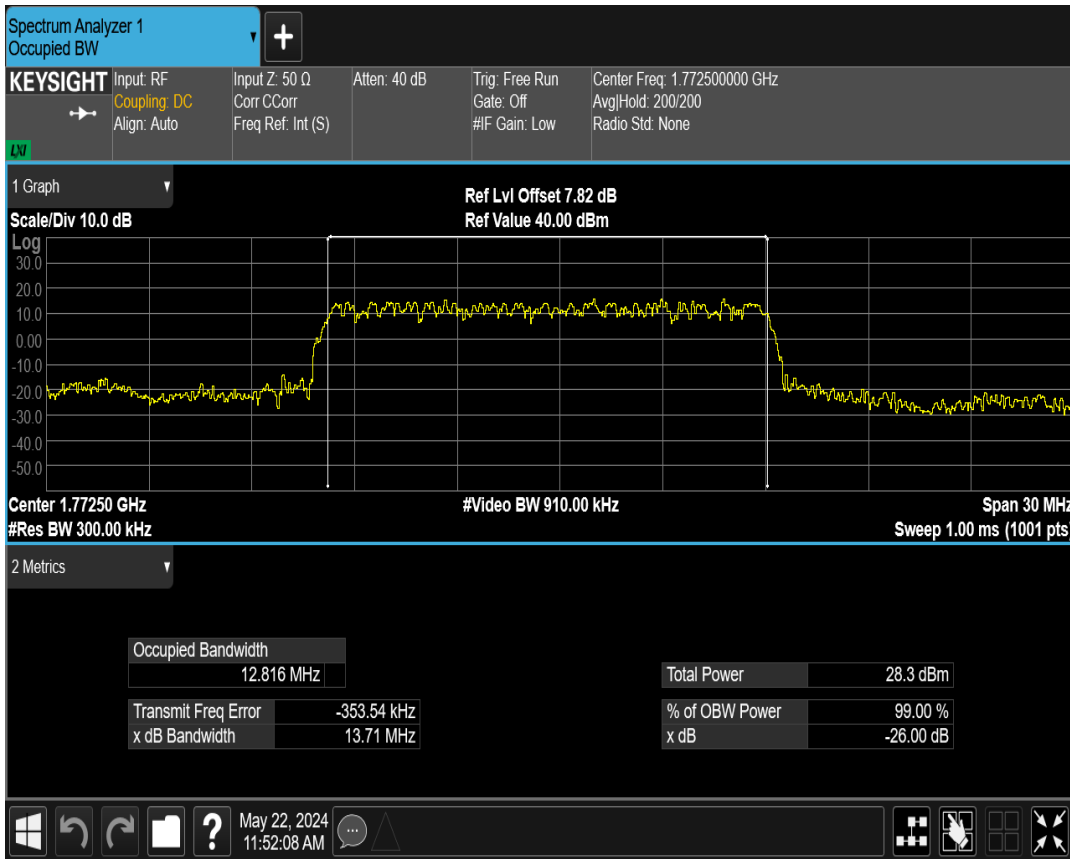 Spectrum Analyzer 1
Occupied BW
+
KEYSIGHT
LXI
Input: RF
Coupling: DC
Align: Auto
Input Z: 50 Ω
Corr CCorr
Freq Ref: Int (S)
Atten: 40 dB
Trig: Free Run
Gate: Off
#IF Gain: Low
Center Freq: 1.772500000 GHz
Avg|Hold: 200/200
Radio Std: None
1 Graph
Scale/Div 10.0 dB
Ref Lvl Offset 7.82 dB
Ref Value 40.00 dBm
Log
30.0
20.0
10.0
0.00
-10.0
-20.0
-30.0
-40.0
-50.0
Center 1.77250 GHz
#Video BW 910.00 kHz
Span 30 MHz
#Res BW 300.00 kHz
Sweep 1.00 ms (1001 pts)
2 Metrics
Occupied Bandwidth
12.816 MHz
Total Power 28.3 dBm
Transmit Freq Error -353.54 kHz
% of OBW Power 99.00 %
x dB Bandwidth 13.71 MHz
x dB -26.00 dB
?
May 22, 2024
11:52:08 AM